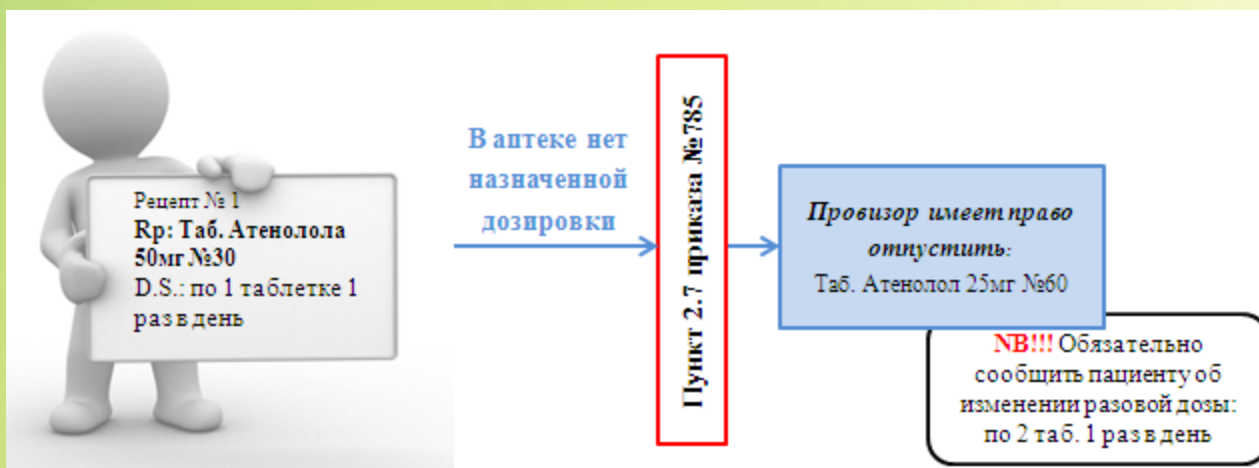 Рецепт № 1
Rp: Таб. Атенолола
50мг №30
D.S.: по 1 таблетке 1
раз в день
В аптеке нет
назначенной
дозировки
Пункт 2.7 приказа №785
Провизор имеет право
отпустить:
Таб. Атенолол 25мг №60
NB!!! Обязательно
сообщить пациенту об
изменении разовой дозы:
по 2 таб. 1 раз в день